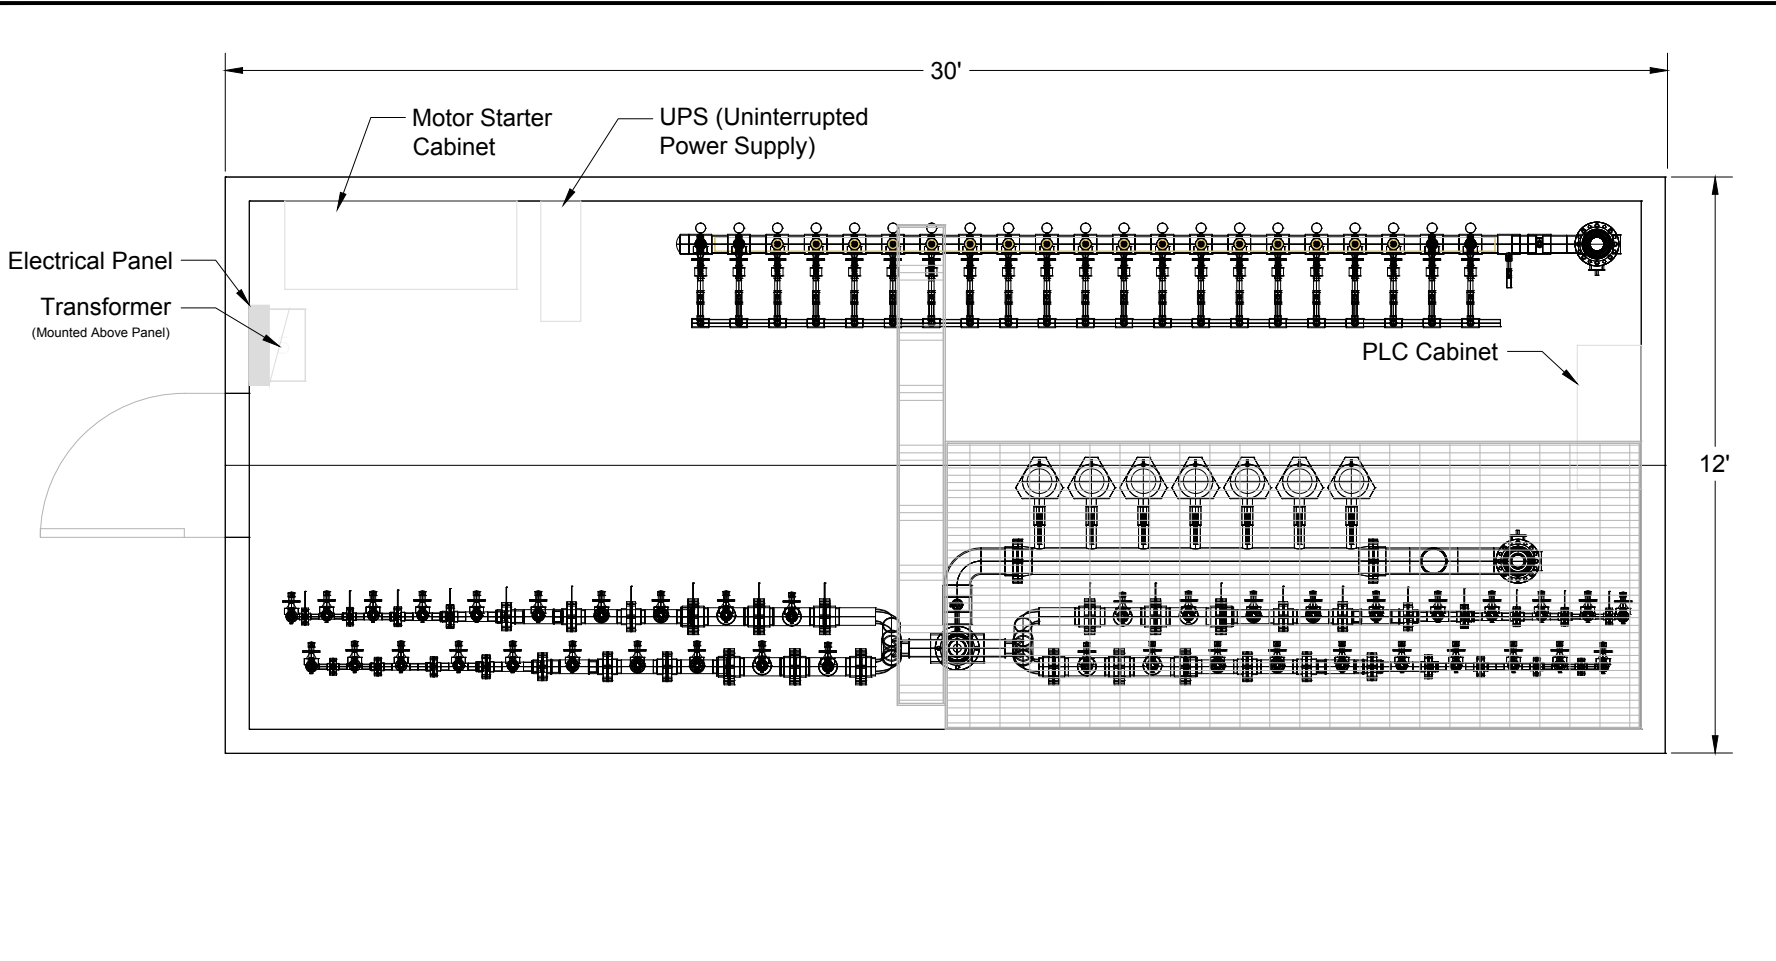 30'
Motor Starter
Cabinet
UPS (Uninterrupted
Power Supply)
Electrical Panel
Transformer
(Mounted Above Panel)
PLC Cabinet
12'